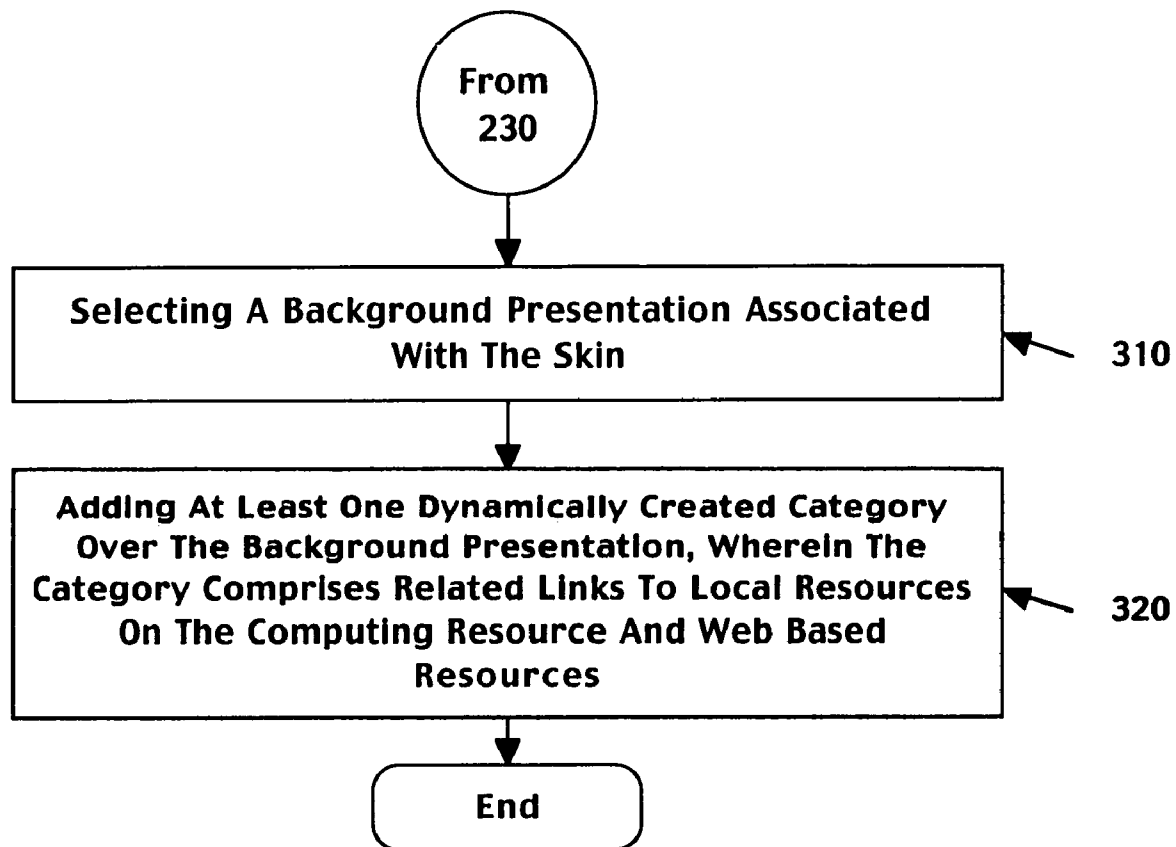 From
230
Selecting A Background Presentation Associated
With The Skin
310
Adding At Least One Dynamically Created Category
Over The Background Presentation, Wherein The
Category Comprises Related Links To Local Resources
On The Computing Resource And Web Based
Resources
320
End